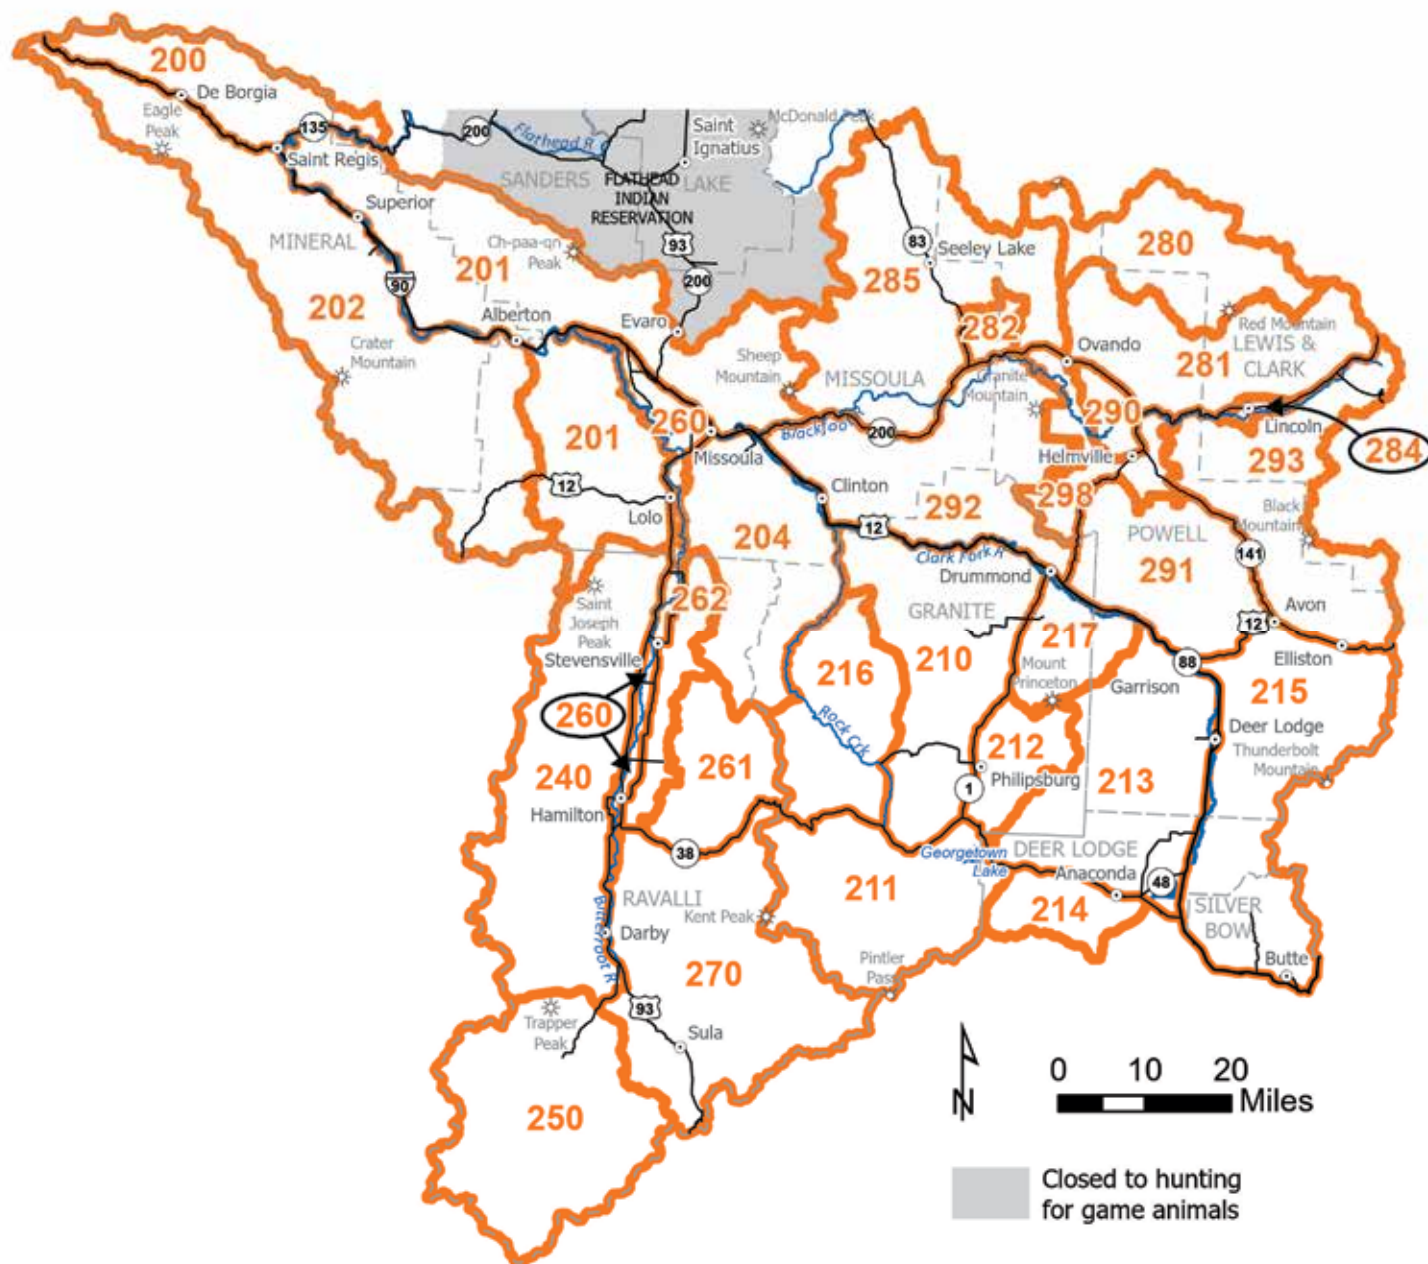 200
De Borgia
Eagle
Peak
135
Saint Regis
200
Flathead R
Saint
Ignatius
McDonald Peak
SANDERS
LAKE
FLATHEAD
INDIAN
RESERVATION
Superior
MINERAL
Ch-paa-qn
Peak
93
200
201
90
202
Alberton
Evaro
Crater
Mountain
83
Seeley Lake
285
280
282
Red Mountain
Ovando
281
LEWIS &
CLARK
Sheep
Mountain
MISSOULA
Granite
Mountain
290
Lincoln
284
201
260
Missoula
Blackfoot
200
Helmville
293
12
Lolo
Clinton
298
292
Black
Mountain
204
12
Clark Fork R
POWELL
141
291
Drummond
Saint
Joseph
Peak
262
GRANITE
Avon
12
217
Stevensville
216
210
Mount
Princeton
88
Elliston
Garrison
215
260
Rock Crk
212
Deer Lodge
Thunderbolt
Mountain
240
261
Philipsburg
213
1
Hamilton
38
Georgetown
Lake
DEER LODGE
Anaconda
48
211
RAVALLI
Kent Peak
214
SILVER
BOW
Bitterroot R
Darby
270
Pintler
Pass
Butte
Trapper
Peak
93
Sula
250
N
0 10 20
Miles
Closed to hunting
for game animals